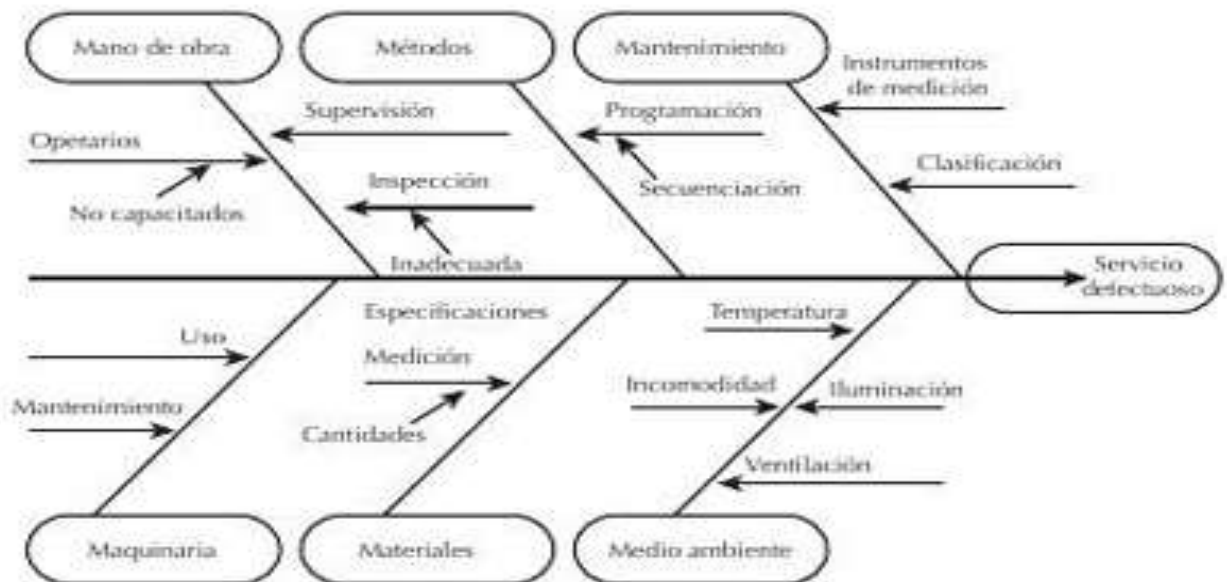 Mano de obra
Métodos
Mantenimiento
Instrumentos
de medición
Supervisión
Programación
Operarios
Clasificación
Inspección
Secuenciación
No capacitados
Inadecuada
Servicio
defectuoso
Especificaciones
Temperatura
Uso
Medición
Incomodidad
Iluminación
Mantenimiento
Cantidades
Ventilación
Maquinaria
Materiales
Medio ambiente